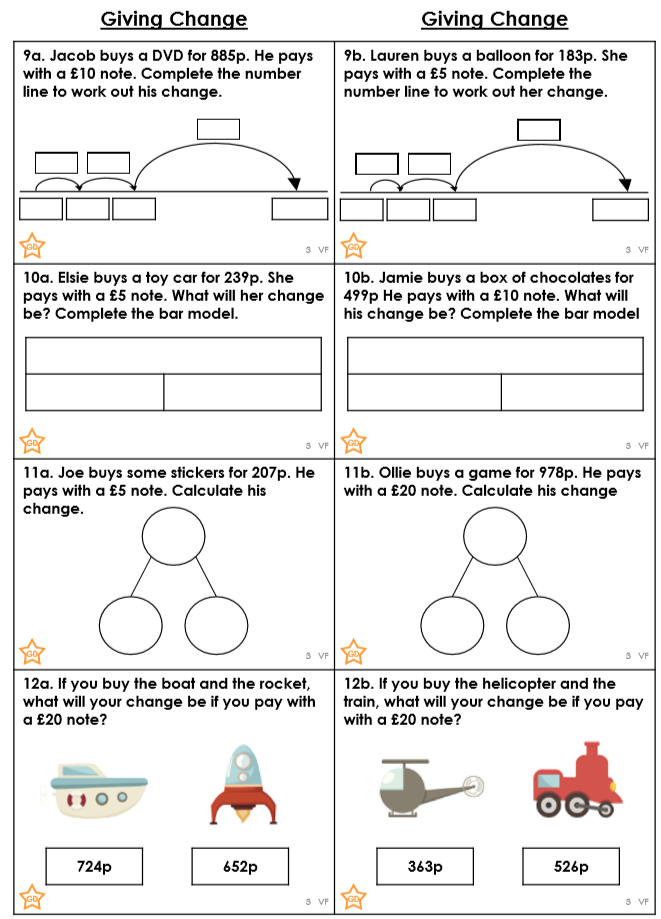 Giving Change
Giving Change
9a. Jacob buys a DVD for 885p. He pays
with a £10 note. Complete the number
line to work out his change.
GD
S VF
9b. Lauren buys a balloon for 183p. She
pays with a £5 note. Complete the
number line to work out her change.
GD
S VF
10a. Elsie buys a toy car for 239p. She
pays with a £5 note. What will her change
be? Complete the bar model.
GD
S VF
10b. Jamie buys a box of chocolates for
499p He pays with a £10 note. What will
his change be? Complete the bar model
GD
S VF
11a. Joe buys some stickers for 207p. He
pays with a £5 note. Calculate his
change.
GD
S VF
11b. Ollie buys a game for 978p. He pays
with a £20 note. Calculate his change
GD
S VF
12a. If you buy the boat and the rocket,
what will your change be if you pay with
a £20 note?
724p
652p
GD
S VF
12b. If you buy the helicopter and the
train, what will your change be if you pay
with a £20 note?
363p
526p
GD
S VF